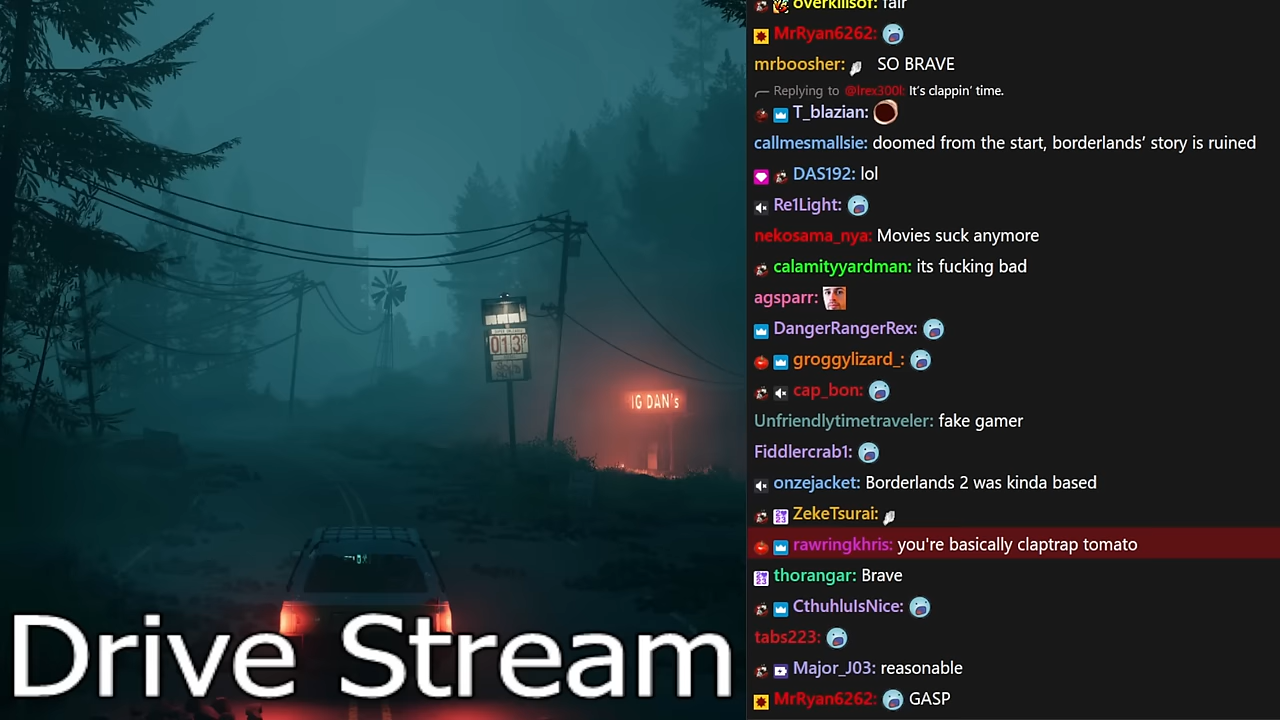 overkillsof: fair
MrRyan6262:
mrboosher: SO BRAVE
Replying to @lrex300l: It's clappin' time.
T_blazian:
callmesmallsie: doomed from the start, borderlands' story is ruined
DAS192: lol
Re1Light:
nekosama_nya: Movies suck anymore
calamityyardman: its fucking bad
agsparr:
DangerRangerRex:
groggylizard_:
cap_bon:
Unfriendlytimetraveler: fake gamer
Fiddlercrab1:
onzejacket: Borderlands 2 was kinda based
ZekeTsurai:
rawringkhris: you're basically claptrap tomato
thorangar: Brave
CthuhluIsNice:
tabs223:
Major_J03: reasonable
MrRyan6262: GASP
013
IG DAN's
Drive Stream